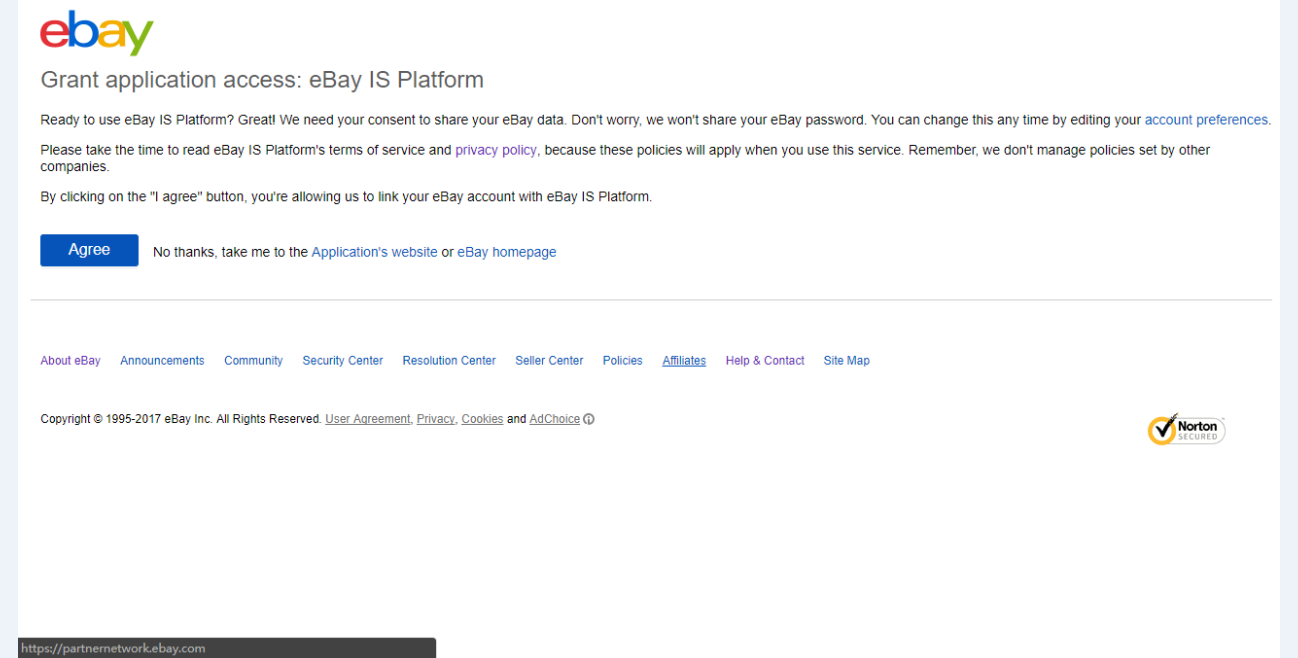 ebay
Grant application access: eBay IS Platform
Ready to use eBay IS Platform? Great! We need your consent to share your eBay data. Don't worry, we won't share your eBay password. You can change this any time by editing your account preferences.
Please take the time to read eBay IS Platform's terms of service and privacy policy, because these policies will apply when you use this service. Remember, we don't manage policies set by other
companies.
By clicking on the "I agree" button, you're allowing us to link your eBay account with eBay IS Platform.
Agree No thanks, take me to the Application's website or eBay homepage
About eBay Announcements Community Security Center Resolution Center Seller Center Policies Affiliates Help & Contact Site Map
Copyright © 1995-2017 eBay Inc. All Rights Reserved. User Agreement, Privacy, Cookies and AdChoice
Norton
SECURED
https://partnernetwork.ebay.com